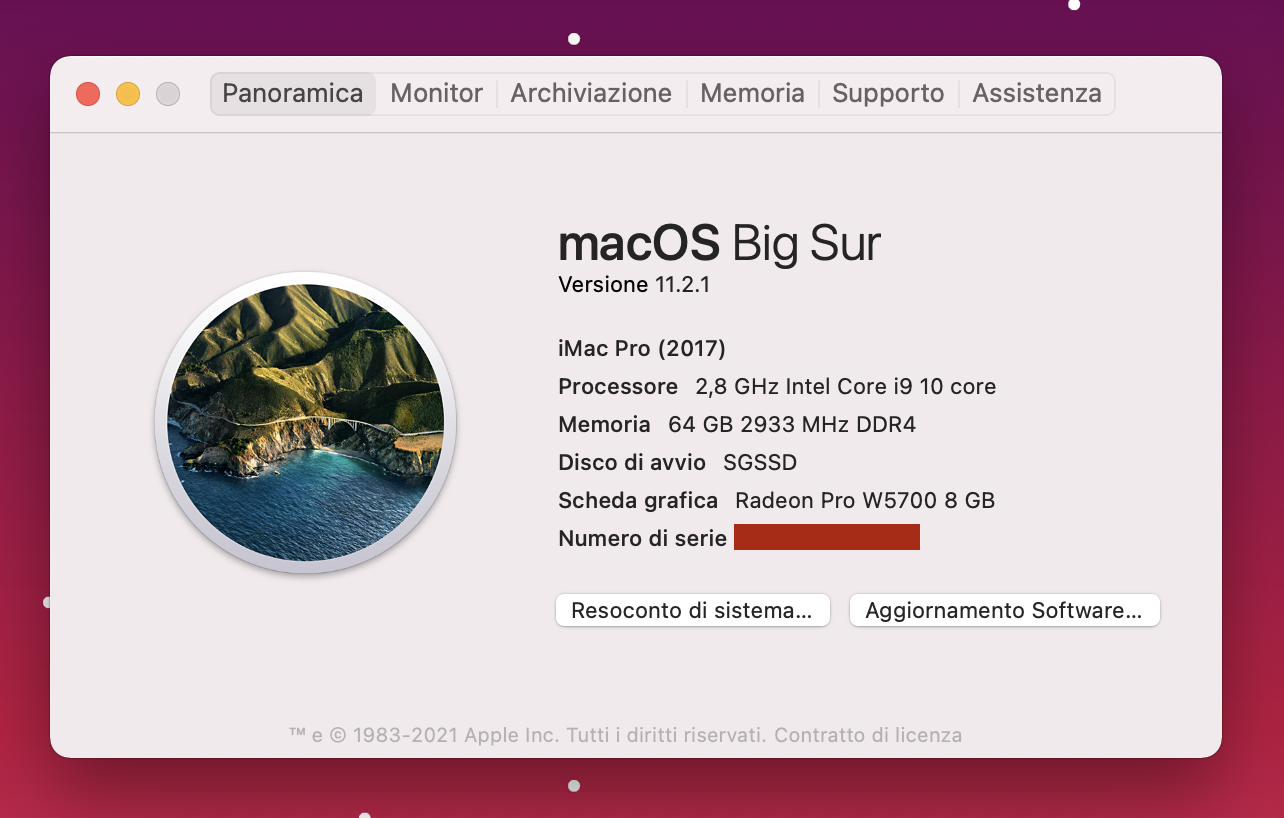 Panoramica Monitor Archiviazione Memoria Supporto Assistenza
macOS Big Sur
Versione 11.2.1
iMac Pro (2017)
Processore 2,8 GHz Intel Core i9 10 core
Memoria 64 GB 2933 MHz DDR4
Disco di avvio SGSSD
Scheda grafica Radeon Pro W5700 8 GB
Numero di serie
Resoconto di sistema... Aggiornamento Software...
™ e © 1983-2021 Apple Inc. Tutti i diritti riservati. Contratto di licenza